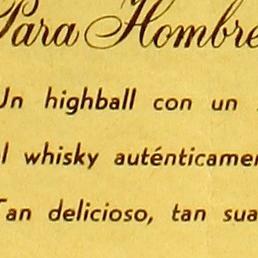 Para Hombre
Un highball con un
l whisky auténticamen
Tan delicioso, tan sua